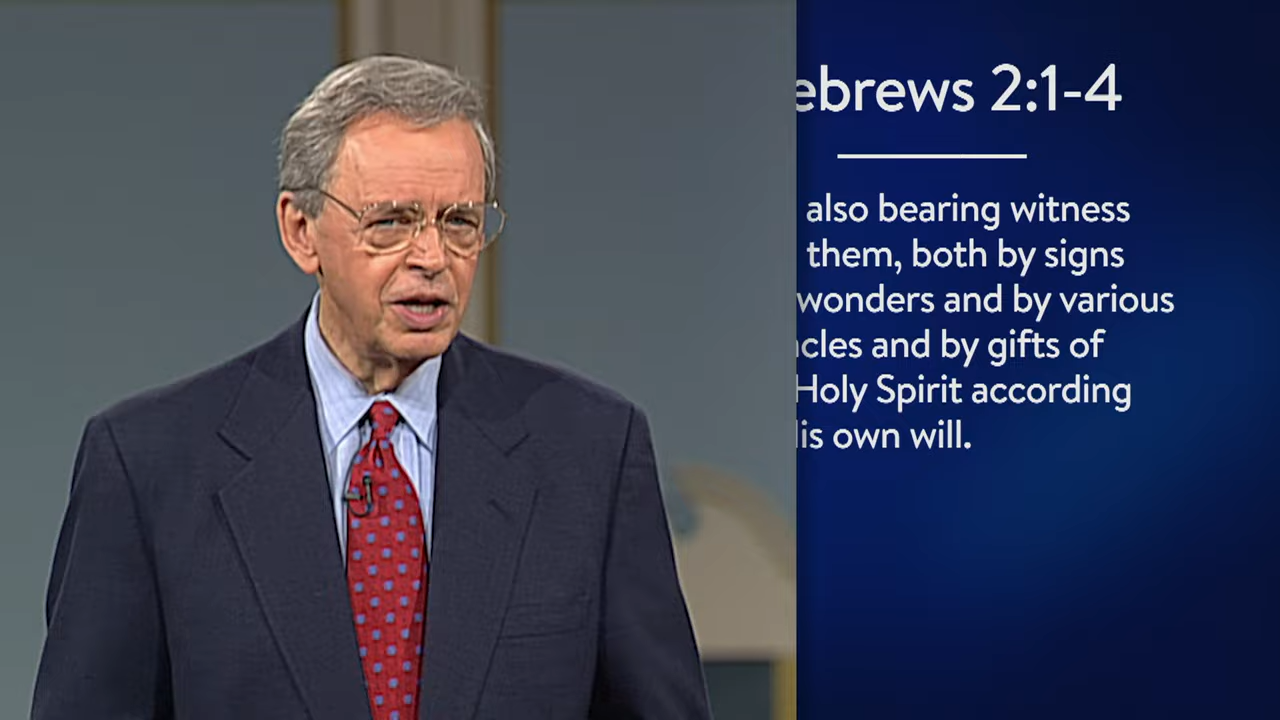 ebrews 2:1-4
also bearing witness
them, both by signs
wonders and by various
cles and by gifts of
Holy Spirit according
is own will.